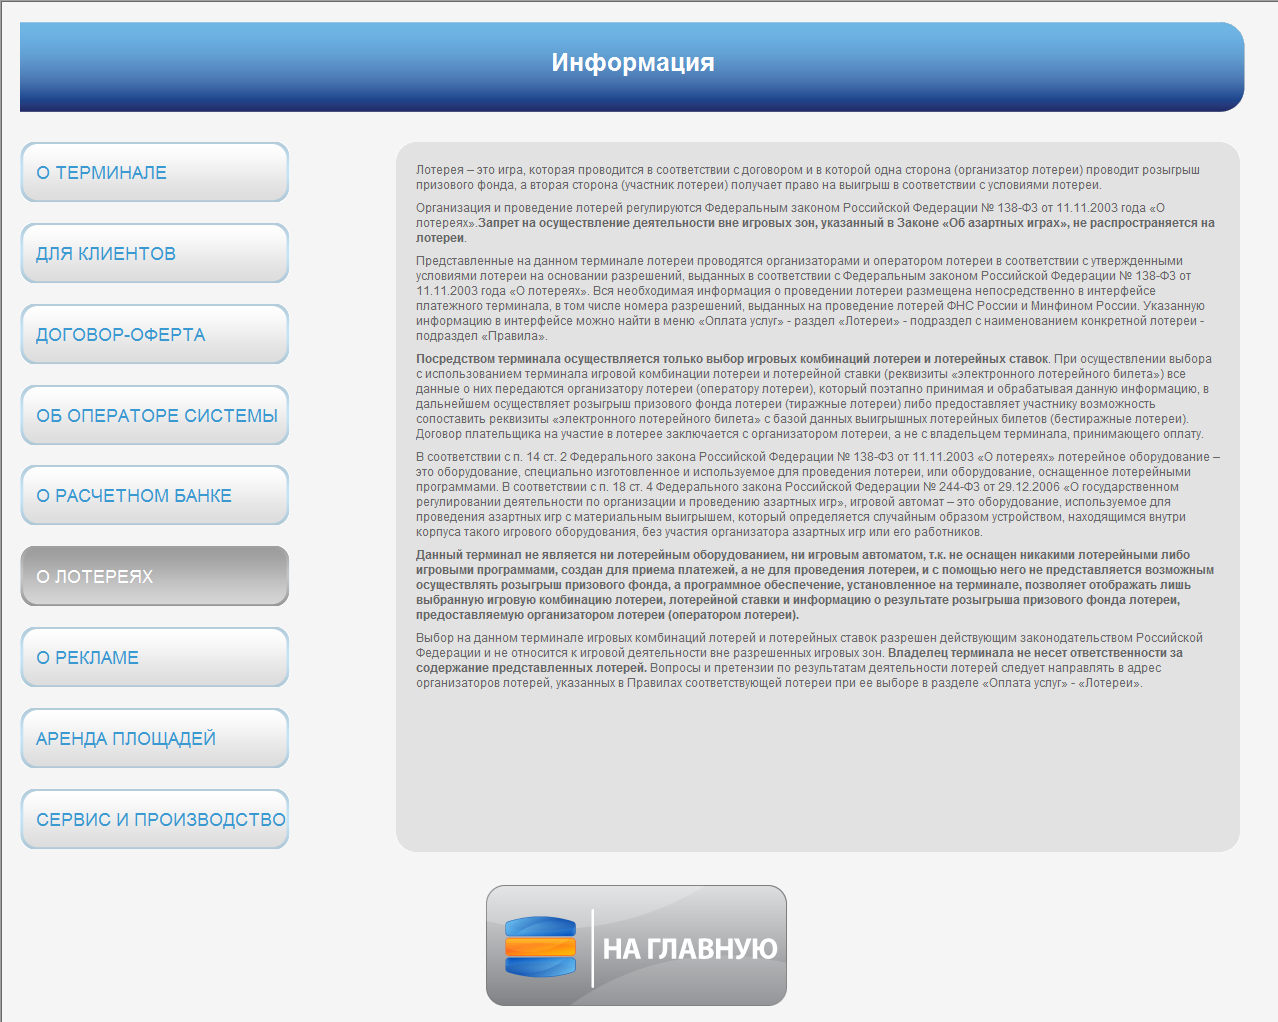 Информация
О ТЕРМИНАЛЕ
ДЛЯ КЛИЕНТОВ
ДОГОВОР-ОФЕРТА
ОБ ОПЕРАТОРЕ СИСТЕМЫ
О РАСЧЕТНОМ БАНКЕ
О ЛОТЕРЕЯХ
О РЕКЛАМЕ
АРЕНДА ПЛОЩАДЕЙ
СЕРВИС И ПРОИЗВОДСТВО
Лотерея – это игра, которая проводится в соответствии с договором и в которой одна сторона (организатор лотереи) проводит розыгрыш
призового фонда, а вторая сторона (участник лотереи) получает право на выигрыш в соответствии с условиями лотереи.
Организация и проведение лотерей регулируются Федеральным законом Российской Федерации № 138-ФЗ от 11.11.2003 года «О
лотереях».Запрет на осуществление деятельности вне игровых зон, указанный в Законе «Об азартных играх», не распространяется на
лотереи.
Представленные на данном терминале лотереи проводятся организаторами и оператором лотереи в соответствии с утвержденными
условиями лотереи на основании разрешений, выданных в соответствии с Федеральным законом Российской Федерации № 138-ФЗ от
11.11.2003 года «О лотереях». Вся необходимая информация о проведении лотереи размещена непосредственно в интерфейсе
платежного терминала, в том числе номера разрешений, выданных на проведение лотерей ФНС России и Минфином России. Указанную
информацию в интерфейсе можно найти в меню «Оплата услуг» - раздел «Лотереи» - подраздел с наименованием конкретной лотереи -
подраздел «Правила».
Посредством терминала осуществляется только выбор игровых комбинаций лотереи и лотерейных ставок. При осуществлении выбора
с использованием терминала игровой комбинации лотереи и лотерейной ставки (реквизиты «электронного лотерейного билета») все
данные о них передаются организатору лотереи (оператору лотереи), который поэтапно принимая и обрабатывая данную информацию, в
дальнейшем осуществляет розыгрыш призового фонда лотереи (тиражные лотереи) либо предоставляет участнику возможность
сопоставить реквизиты «электронного лотерейного билета» с базой данных выигрышных лотерейных билетов (бестиражные лотереи).
Договор плательщика на участие в лотерее заключается с организатором лотереи, а не с владельцем терминала, принимающего оплату.
В соответствии с п. 14 ст. 2 Федерального закона Российской Федерации № 138-ФЗ от 11.11.2003 «О лотереях» лотерейное оборудование –
это оборудование, специально изготовленное и используемое для проведения лотереи, или оборудование, оснащенное лотерейными
программами. В соответствии с п. 18 ст. 4 Федерального закона Российской Федерации № 244-ФЗ от 29.12.2006 «О государственном
регулировании деятельности по организации и проведению азартных игр», игровой автомат – это оборудование, используемое для
проведения азартных игр с материальным выигрышем, который определяется случайным образом устройством, находящимся внутри
корпуса такого игрового оборудования, без участия организатора азартных игр или его работников.
Данный терминал не является ни лотерейным оборудованием, ни игровым автоматом, т.к. не оснащен никакими лотерейными либо
игровыми программами, создан для приема платежей, а не для проведения лотереи, и с помощью него не представляется возможным
осуществлять розыгрыш призового фонда, а программное обеспечение, установленное на терминале, позволяет отображать лишь
выбранную игровую комбинацию лотереи, лотерейной ставки и информацию о результате розыгрыша призового фонда лотереи,
предоставляемую организатором лотереи (оператором лотереи).
Выбор на данном терминале игровых комбинаций лотерей и лотерейных ставок разрешен действующим законодательством Российской
Федерации и не относится к игровой деятельности вне разрешенных игровых зон. Владелец терминала не несет ответственности за
содержание представленных лотерей. Вопросы и претензии по результатам деятельности лотерей следует направлять в адрес
организаторов лотерей, указанных в Правилах соответствующей лотереи при ее выборе в разделе «Оплата услуг» - «Лотереи».
НА ГЛАВНУЮ